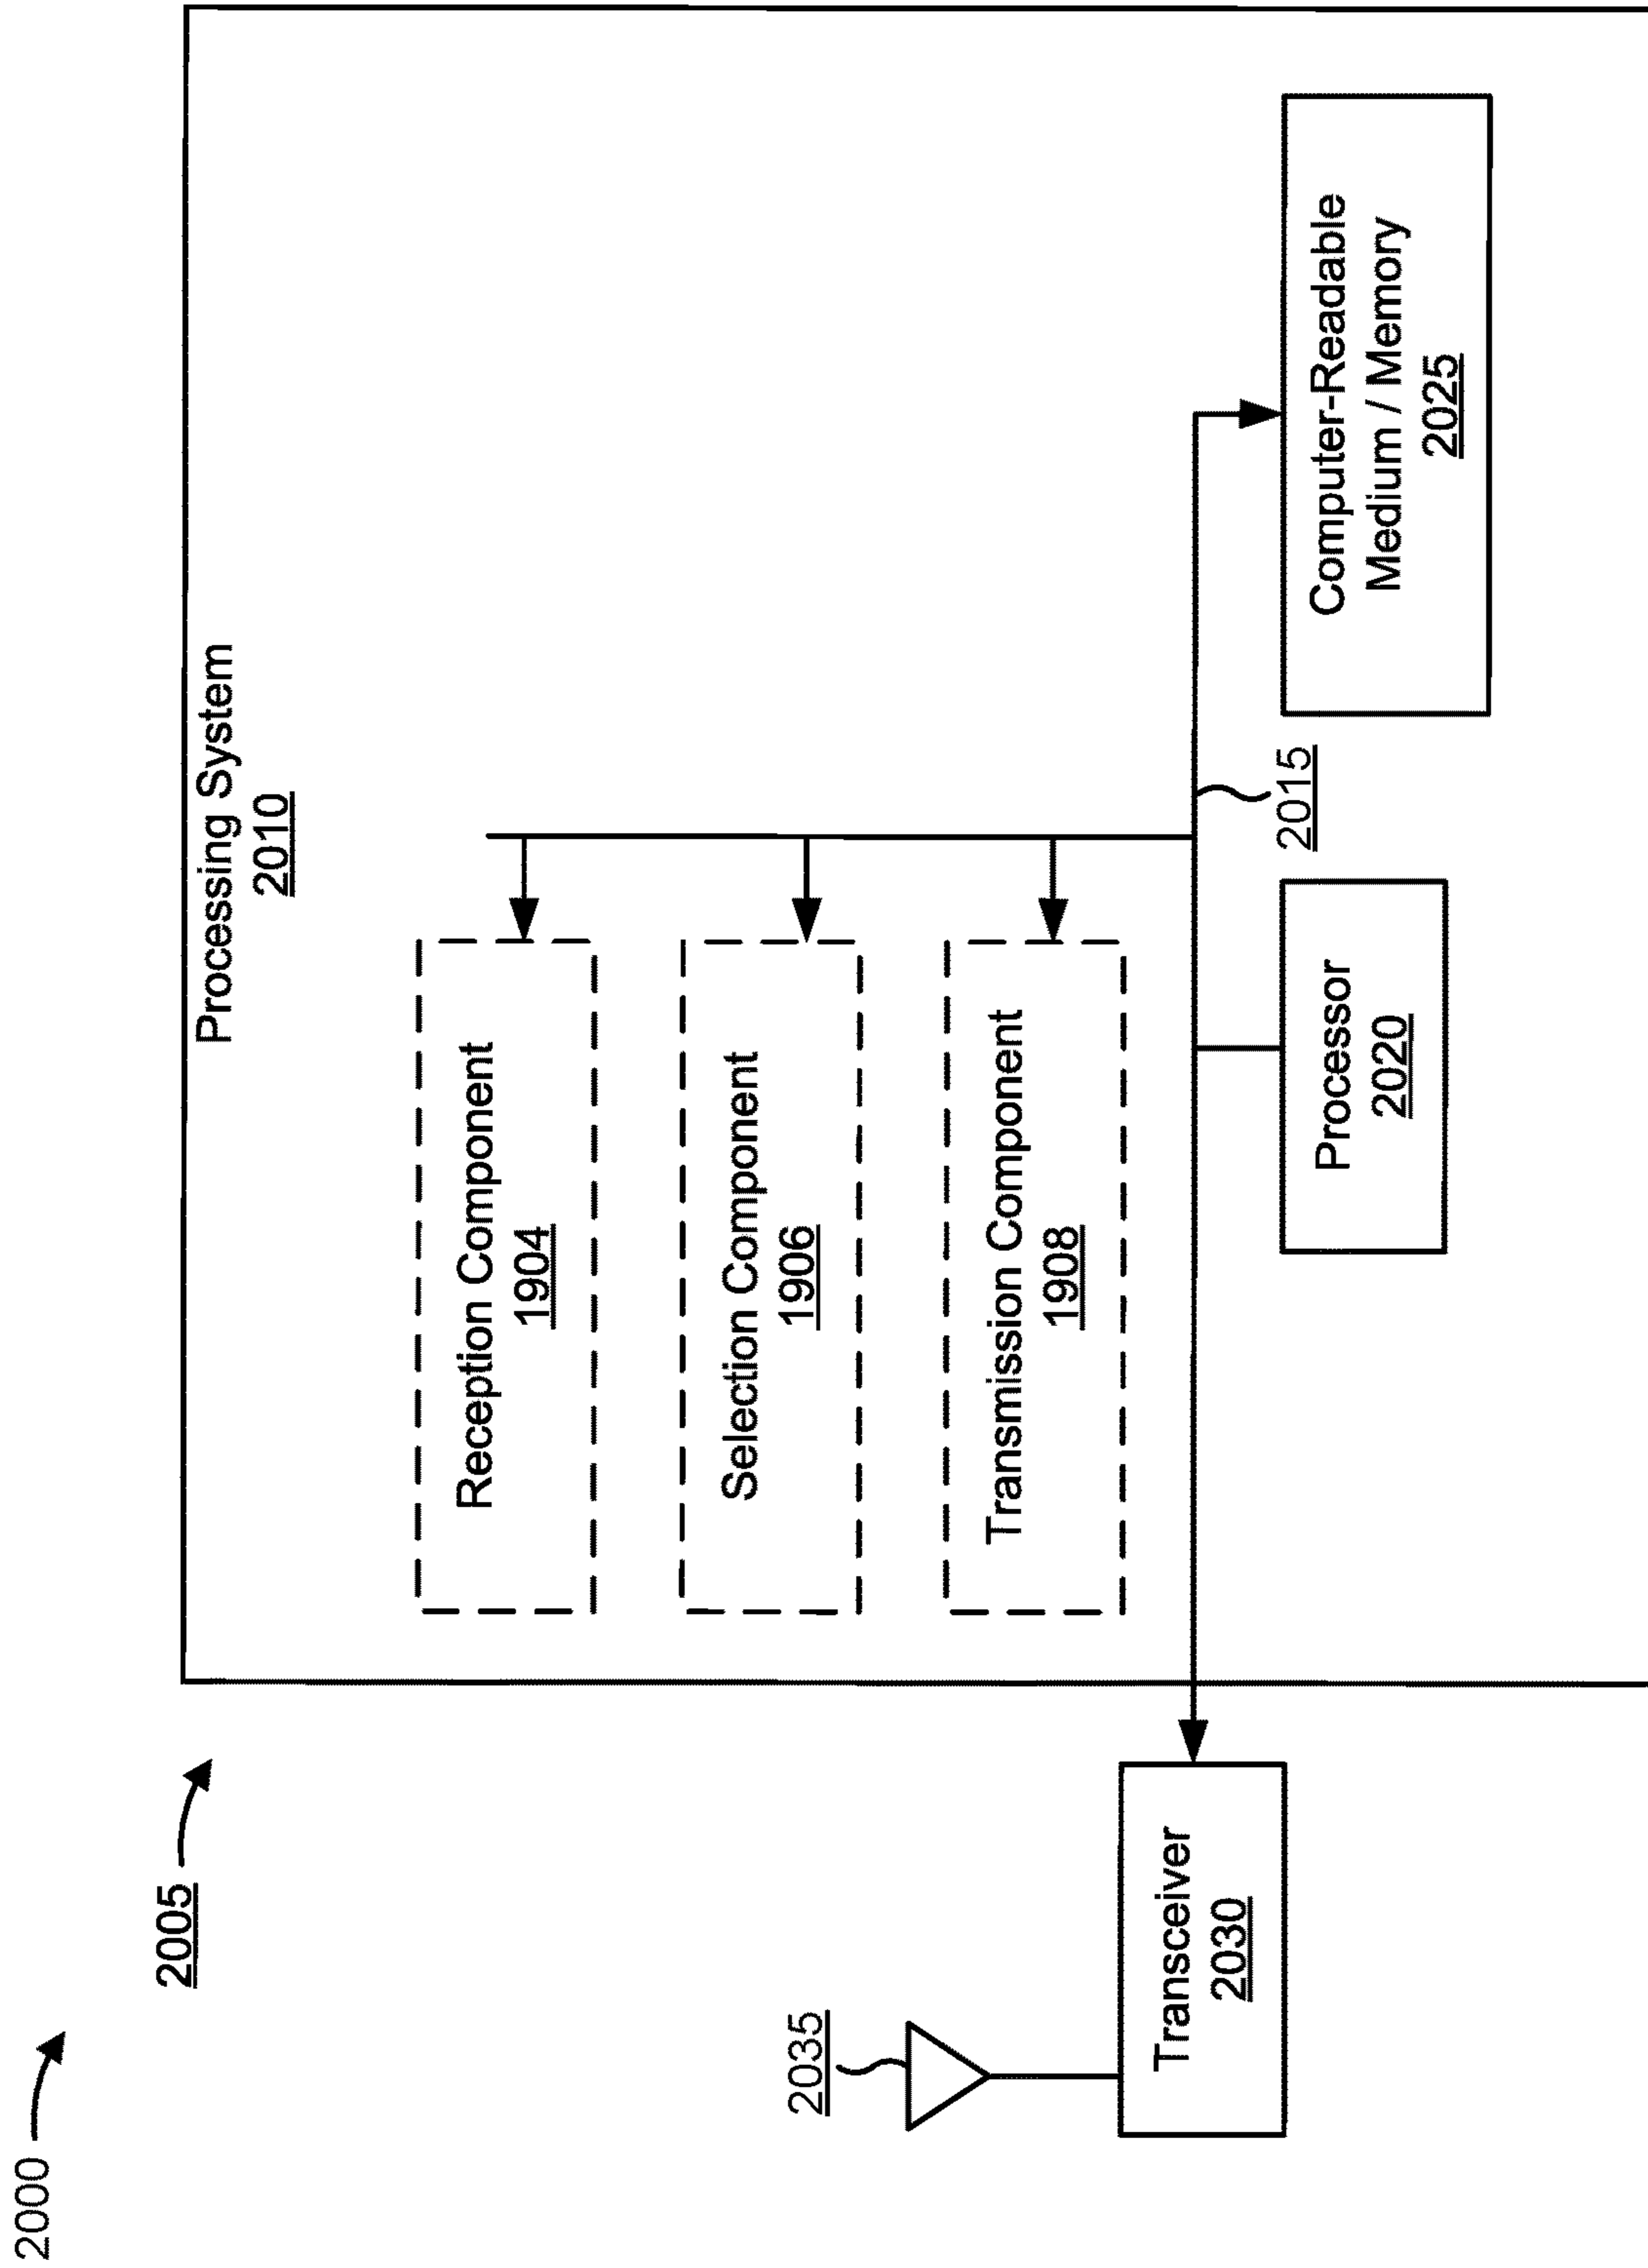 2000
2005
Processing System
2010
Reception Component
1904
Selection Component
1906
Transmission Component
1908
2035
2015
Transceiver
2030
Processor
2020
Computer-Readable
Medium / Memory
2025